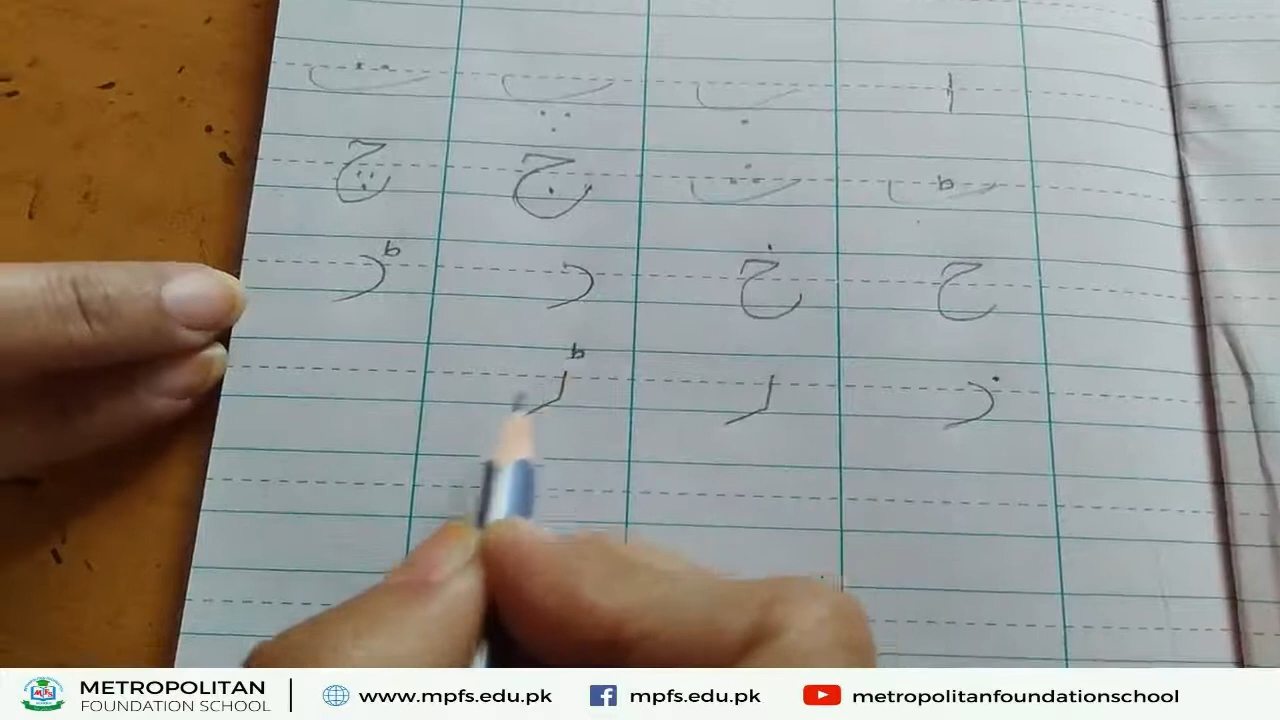 ا ب پ ت
ٹ ث ج چ
ح خ د ڈ
ذ ر ڑ
METROPOLITAN
FOUNDATION SCHOOL
www.mpfs.edu.pk
mpfs.edu.pk
metropolitanfoundationschool